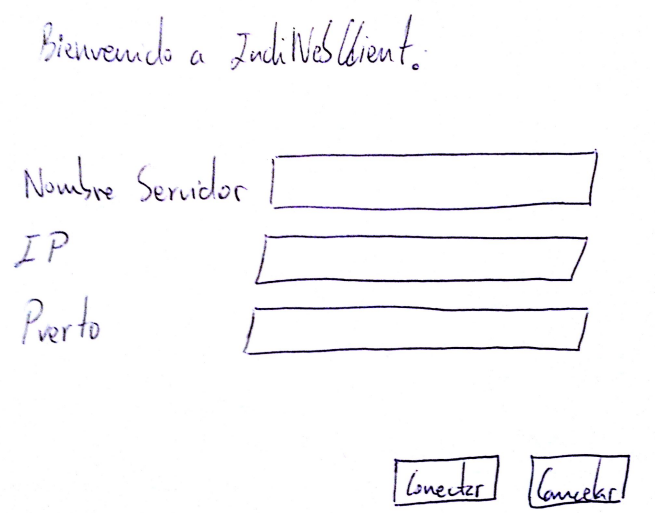 Bienvenido a IndiWebClient.
Nombre Servidor
IP
Puerto
Conectar Cancelar